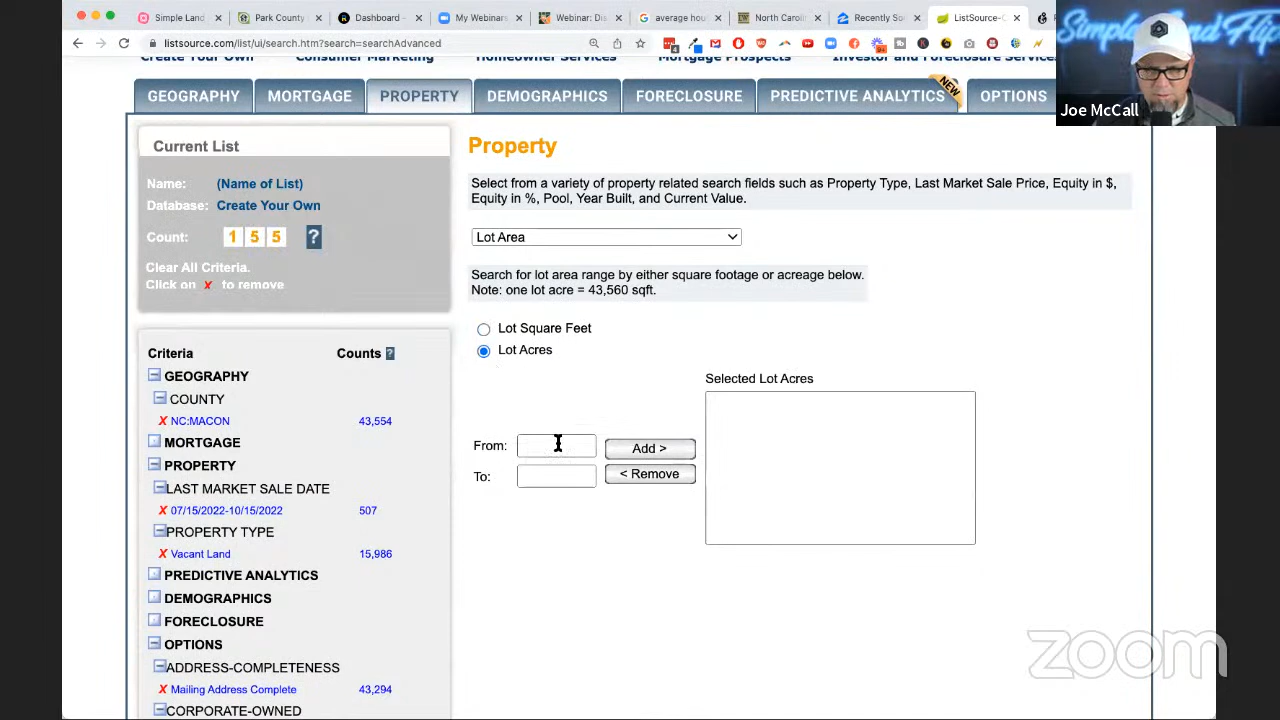 Simple Land
Park County
Dashboard -
My Webinars
Webinar: Dis
average hou
North Caroli
Recently So
ListSource-C
listsource.com/list/ui/search.htm?search=searchAdvanced
Simple Land Flip
Joe McCall
Create Your Own
Consumer Marketing
Homeowner Services
Mortgage Prospects
Investor and Foreclosure Services
GEOGRAPHY
MORTGAGE
PROPERTY
DEMOGRAPHICS
FORECLOSURE
PREDICTIVE ANALYTICS
NEW
OPTIONS
Current List
Name: (Name of List)
Database: Create Your Own
Count: 1 5 5 ?
Clear All Criteria.
Click on X to remove
Criteria Counts ?
GEOGRAPHY
COUNTY
X NC:MACON 43,554
MORTGAGE
PROPERTY
LAST MARKET SALE DATE
X 07/15/2022-10/15/2022 507
PROPERTY TYPE
X Vacant Land 15,986
PREDICTIVE ANALYTICS
DEMOGRAPHICS
FORECLOSURE
OPTIONS
ADDRESS-COMPLETENESS
X Mailing Address Complete 43,294
CORPORATE-OWNED
Property
Select from a variety of property related search fields such as Property Type, Last Market Sale Price, Equity in $,
Equity in %, Pool, Year Built, and Current Value.
Lot Area
Search for lot area range by either square footage or acreage below.
Note: one lot acre = 43,560 sqft.
Lot Square Feet
Lot Acres
Selected Lot Acres
From:
Add >
To:
< Remove
zoom